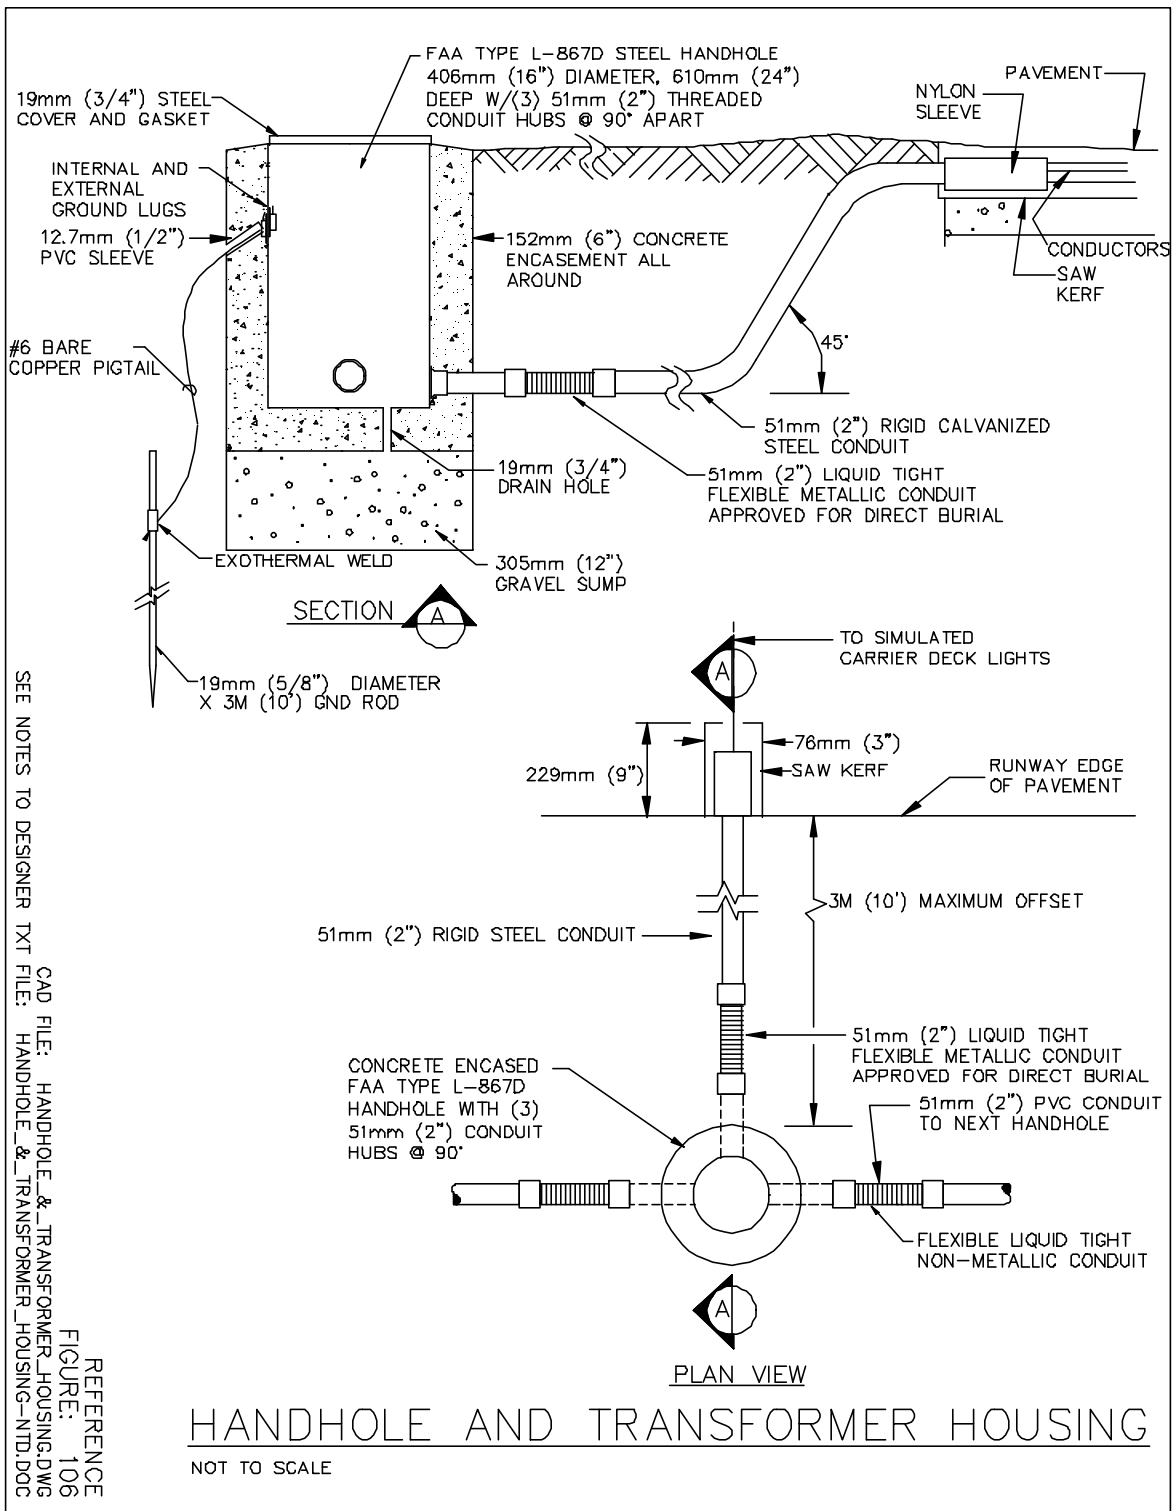 FAA TYPE L-867D STEEL HANDHOLE
406mm (16") DIAMETER, 610mm (24")
DEEP W/(3) 51mm (2") THREADED
CONDUIT HUBS @ 90° APART
19mm (3/4") STEEL
COVER AND GASKET
PAVEMENT
NYLON
SLEEVE
INTERNAL AND
EXTERNAL
GROUND LUGS
12.7mm (1/2")
PVC SLEEVE
152mm (6") CONCRETE
ENCASEMENT ALL
AROUND
CONDUCTORS
SAW
KERF
#6 BARE
COPPER PIGTAIL
45°
51mm (2") RIGID CALVANIZED
STEEL CONDUIT
19mm (3/4")
DRAIN HOLE
51mm (2") LIQUID TIGHT
FLEXIBLE METALLIC CONDUIT
APPROVED FOR DIRECT BURIAL
EXOTHERMAL WELD
305mm (12")
GRAVEL SUMP
SECTION A
19mm (5/8") DIAMETER
X 3M (10') GND ROD
TO SIMULATED
CARRIER DECK LIGHTS
A
76mm (3")
229mm (9")
SAW KERF
RUNWAY EDGE
OF PAVEMENT
3M (10') MAXIMUM OFFSET
51mm (2") RIGID STEEL CONDUIT
51mm (2") LIQUID TIGHT
FLEXIBLE METALLIC CONDUIT
APPROVED FOR DIRECT BURIAL
CONCRETE ENCASED
FAA TYPE L-867D
HANDHOLE WITH (3)
51mm (2") CONDUIT
HUBS @ 90°
51mm (2") PVC CONDUIT
TO NEXT HANDHOLE
FLEXIBLE LIQUID TIGHT
NON-METALLIC CONDUIT
A
PLAN VIEW
HANDHOLE AND TRANSFORMER HOUSING
NOT TO SCALE
REFERENCE
FIGURE: 106
CAD FILE: HANDHOLE_&_TRANSFORMER_HOUSING.DWG
SEE NOTES TO DESIGNER TXT FILE: HANDHOLE_&_TRANSFORMER_HOUSING-NTD.DOC